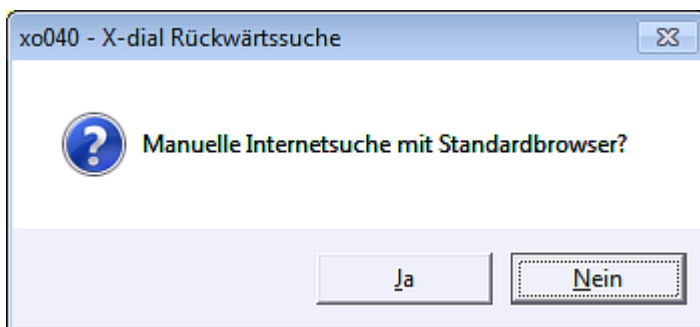 xo040 - X-dial Rückwärtssuche
Manuelle Internetsuche mit Standardbrowser?
Ja
Nein